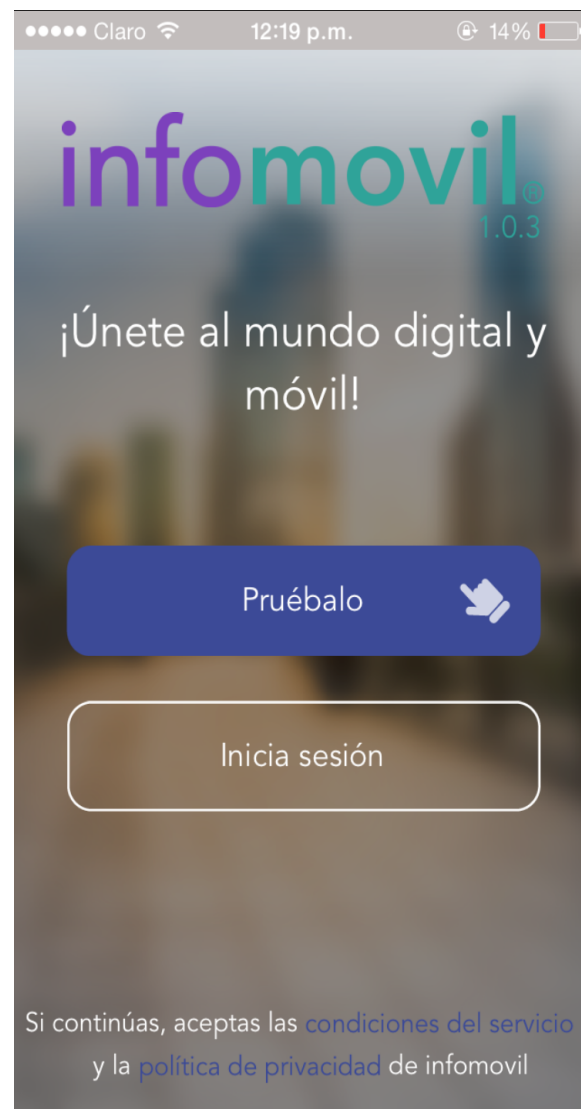 Claro 12:19 p.m. 14%
infomovil®
1.0.3
¡Únete al mundo digital y
móvil!
Pruébalo
Inicia sesión
Si continúas, aceptas las condiciones del servicio
y la política de privacidad de infomovil